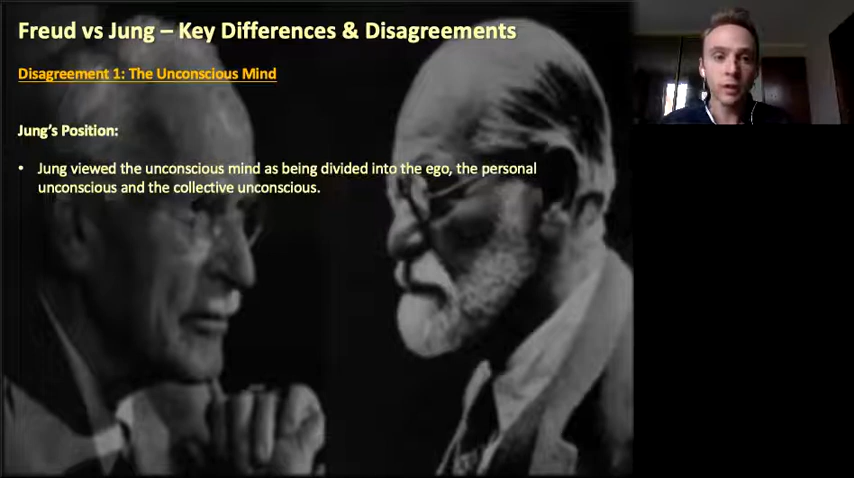 Freud vs Jung – Key Differences & Disagreements
Disagreement 1: The Unconscious Mind
Jung's Position:
• Jung viewed the unconscious mind as being divided into the ego, the personal
unconscious and the collective unconscious.